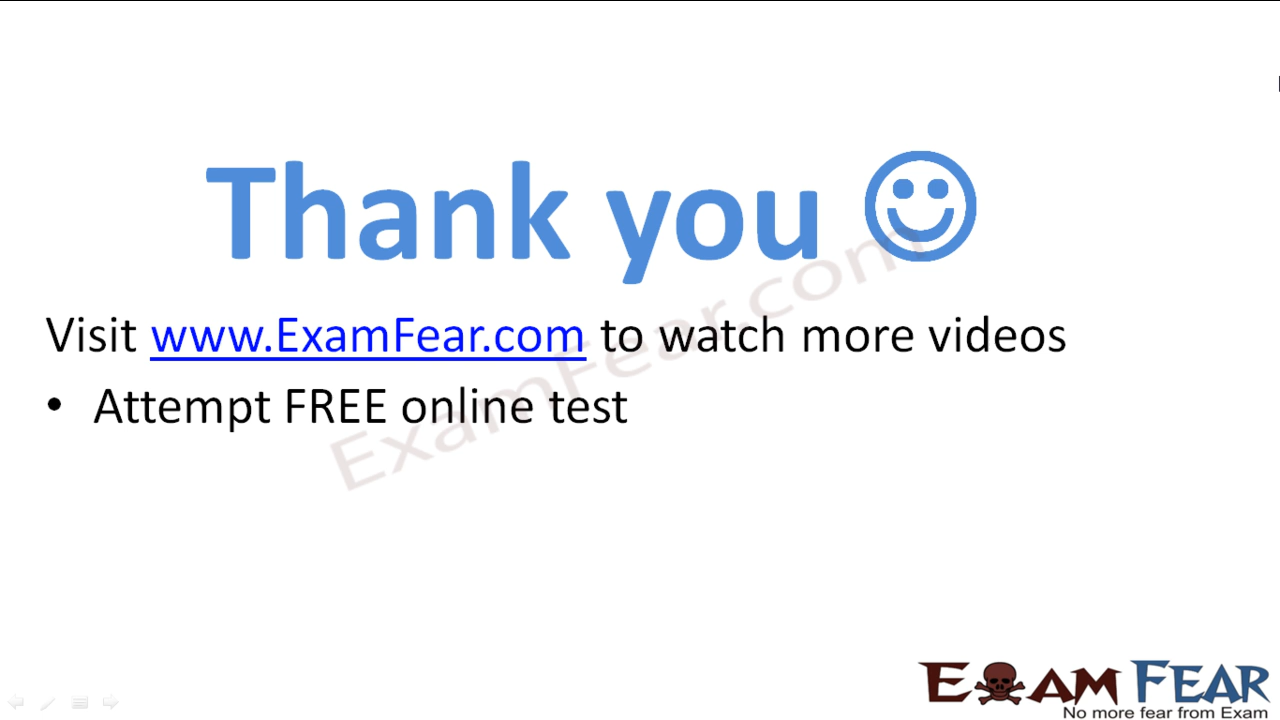 Thank you
Visit www.ExamFear.com to watch more videos
• Attempt FREE online test
ExamFear.com
EXAM FEAR
No more fear from Exam